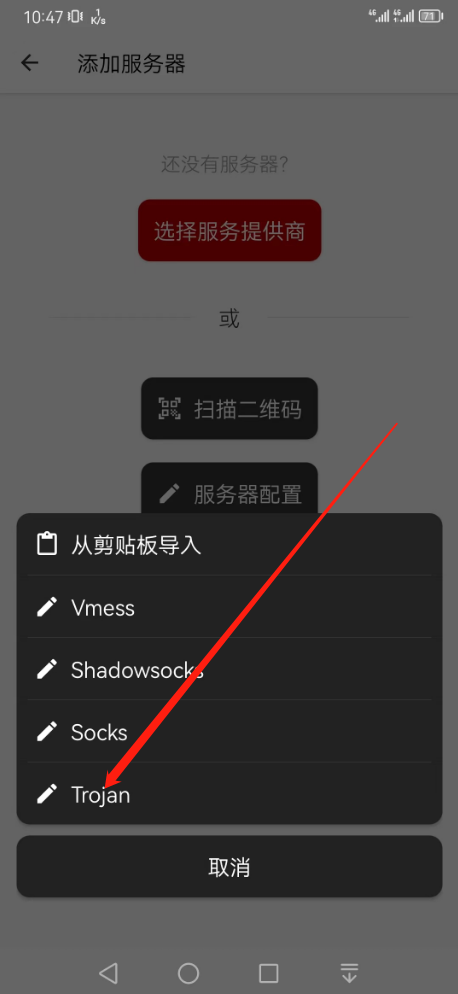 10:47 1 K/s 4G 4G 71
添加服务器
还没有服务器？
选择服务提供商
或
扫描二维码
服务器配置
从剪贴板导入
Vmess
Shadowsocks
Socks
Trojan
取消